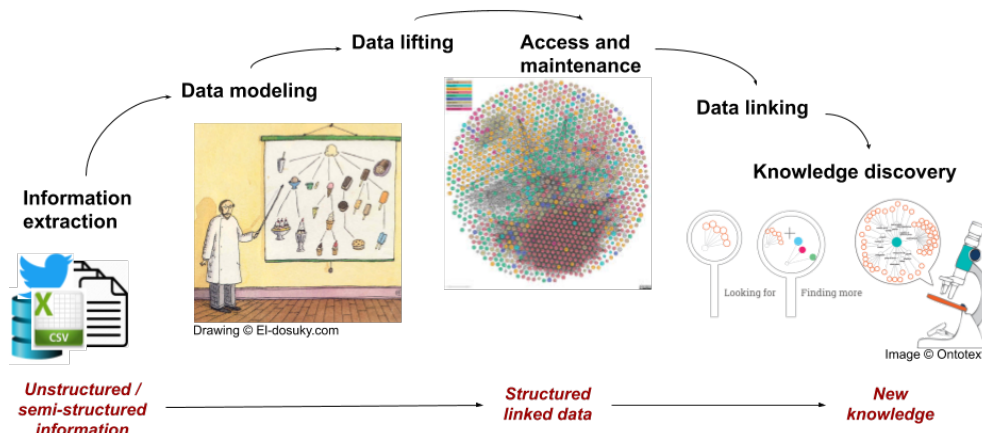 Data lifting
Access and
maintenance
Data modeling
Data linking
Knowledge discovery
Information
extraction
X
CSV
Looking for
Finding more
Drawing © El-dosuky.com
Image © Ontotext
Unstructured /
semi-structured
information
Structured
linked data
New
knowledge